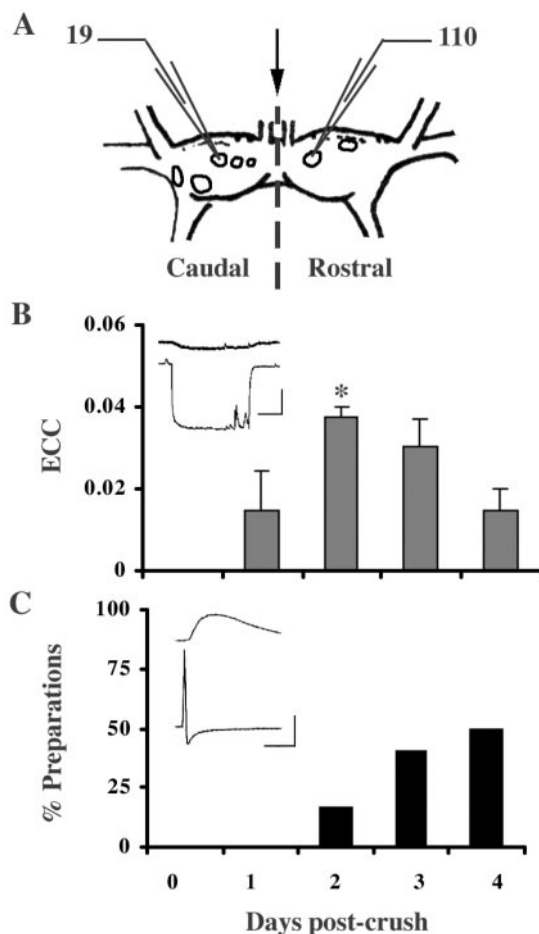 A
19
110
Caudal
Rostral
B
0.06
0.04
0.02
0
ECC
*
C
100
75
50
25
0
% Preparations
0 1 2 3 4
Days post-crush